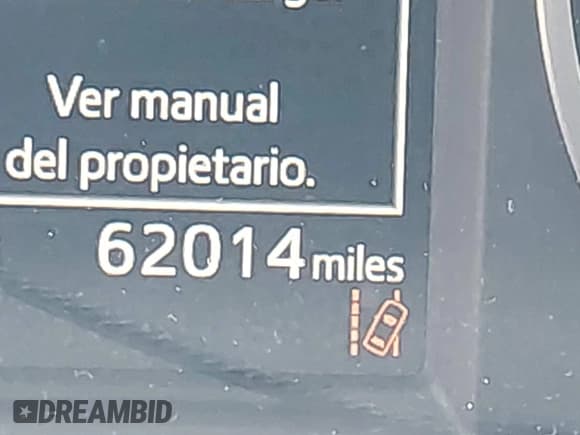 Ver manual
del propietario.
62014 miles
DREAMBID